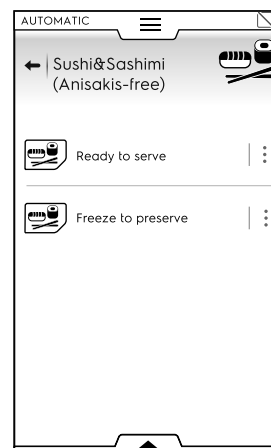 AUTOMATIC
Sushi&Sashimi
(Anisakis-free)
Ready to serve
Freeze to preserve